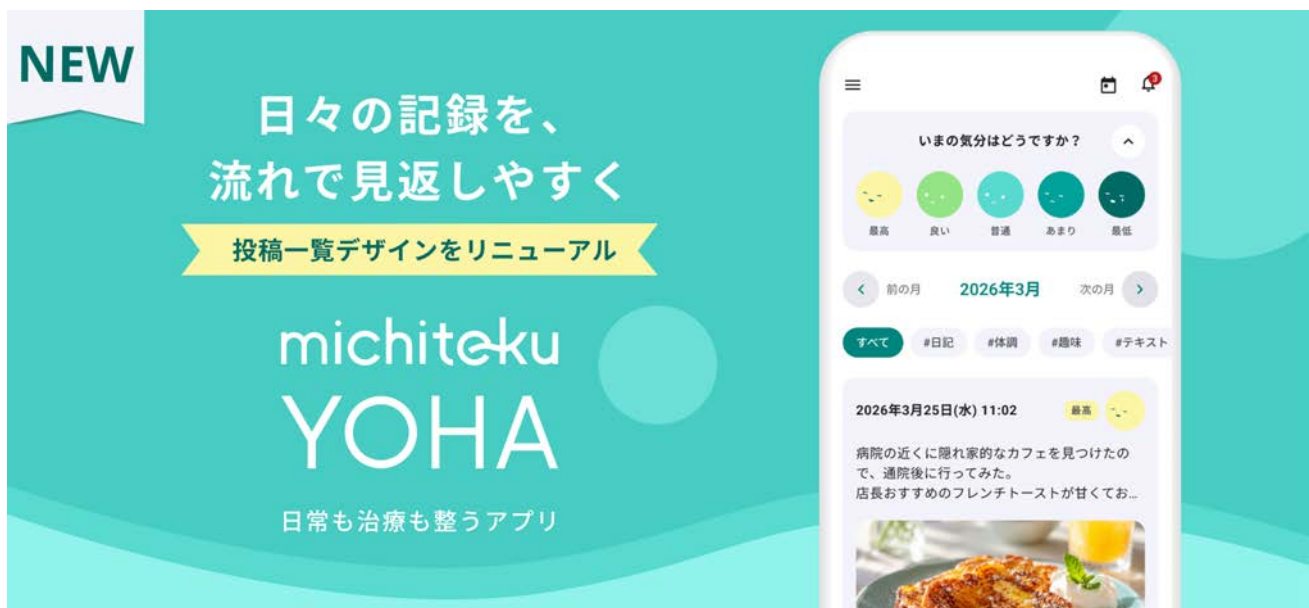 NEW
日々の記録を、
流れで見返しやすく
投稿一覧デザインをリニューアル
michiteku
YOHA
日常も治療も整うアプリ
3
いまの気分はどうですか？
最高 良い 普通 あまり 最低
前の月 2026年3月 次の月
すべて #日記 #体調 #趣味 #テキスト
2026年3月25日(水) 11:02 最高
病院の近くに隠れ家的なカフェを見つけたの
で、通院後に行ってみた。
店長おすすめのフレンチトーストが甘くてお...